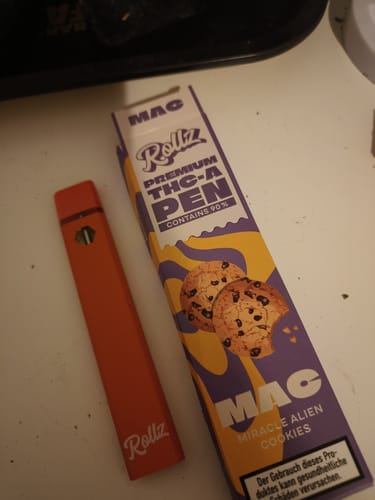 MAC
Rollz
PREMIUM
THC-A
PEN
CONTAINS 90%
MAC
MIRACLE ALIEN
COOKIES
Der Gebrauch dieses Pro-
duktes kann gesundheitliche
Gefahren verursachen.
Rollz